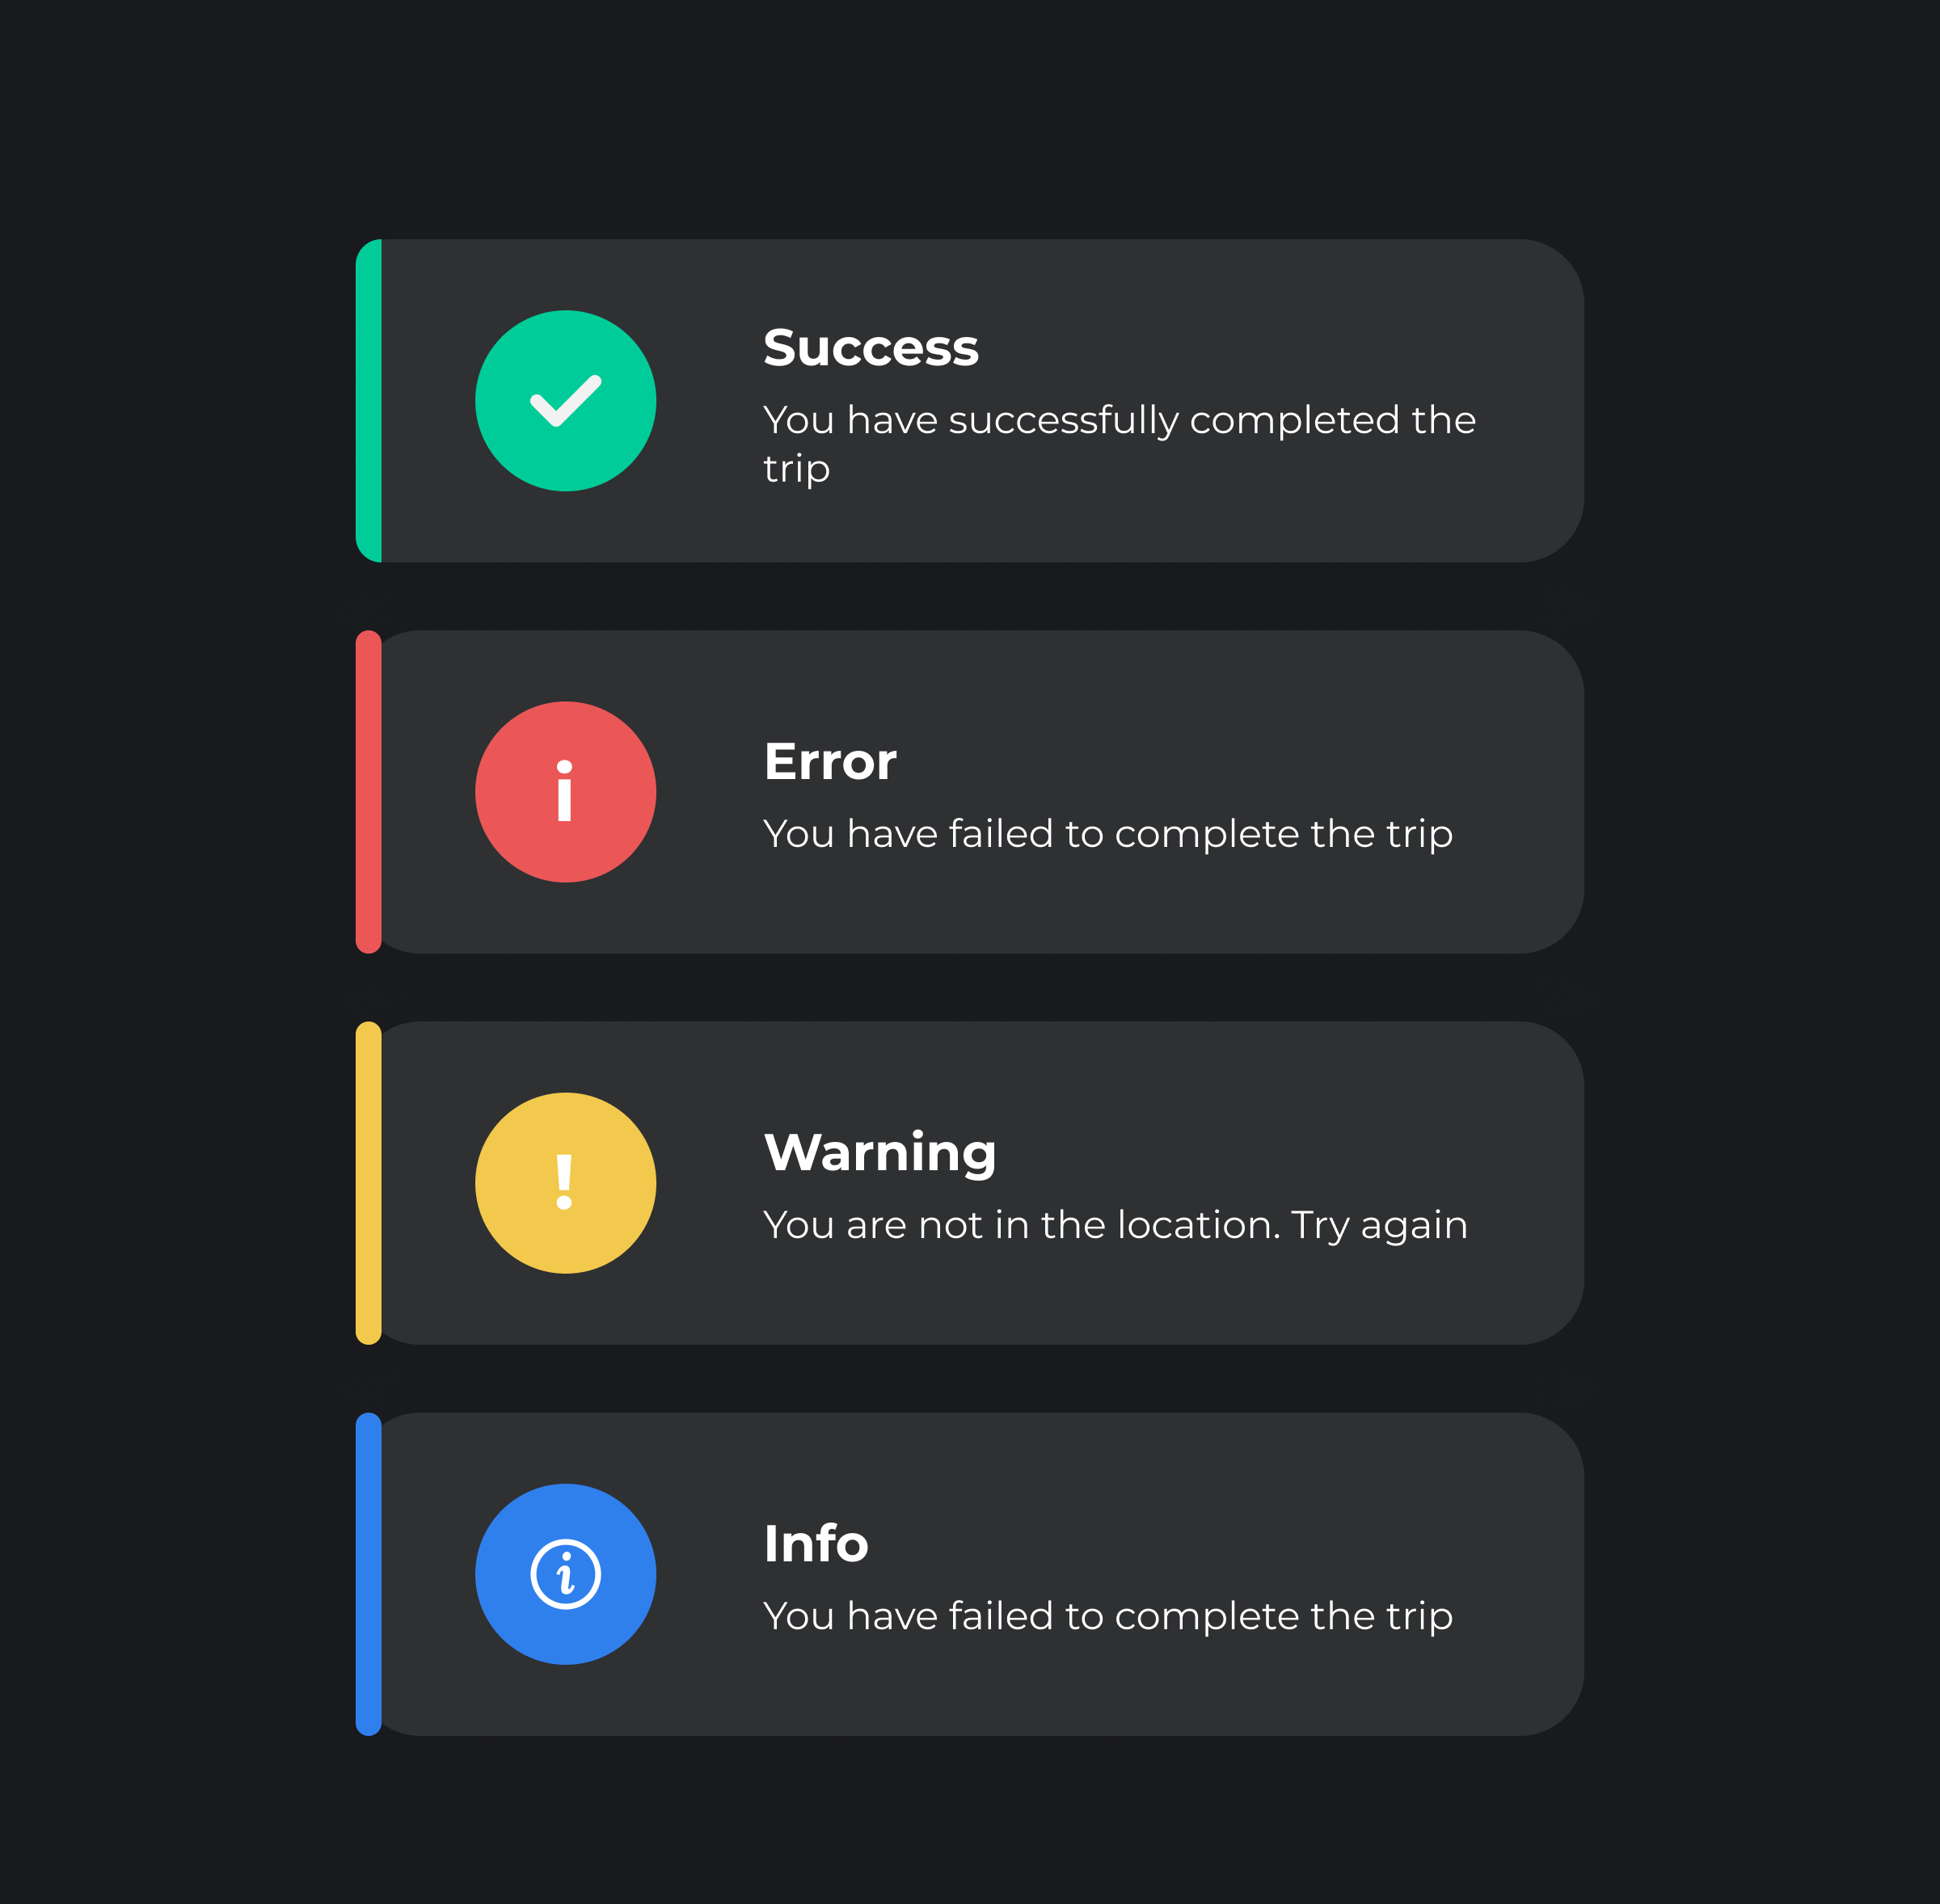 Success
You have successfully completed the
trip
i
Error
You have failed to complete the trip
!
Warning
You are not in the location. Try again
i
Info
You have failed to complete the trip